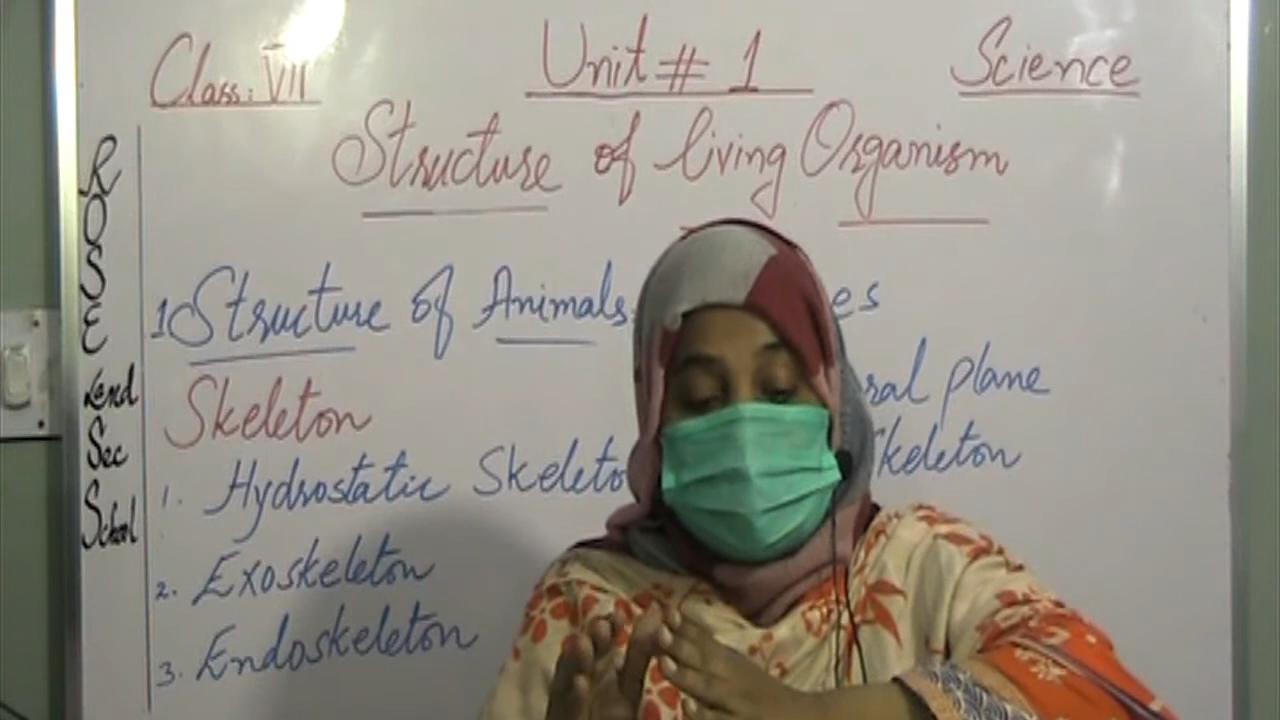 Class: VII Unit # 1 Science
Structure of living Organism
ROSE
Lend
Sec
School
1 Structure of Animals
Skeleton plane
1. Hydrostatic Skeleton
2. Exoskeleton
3. Endoskeleton